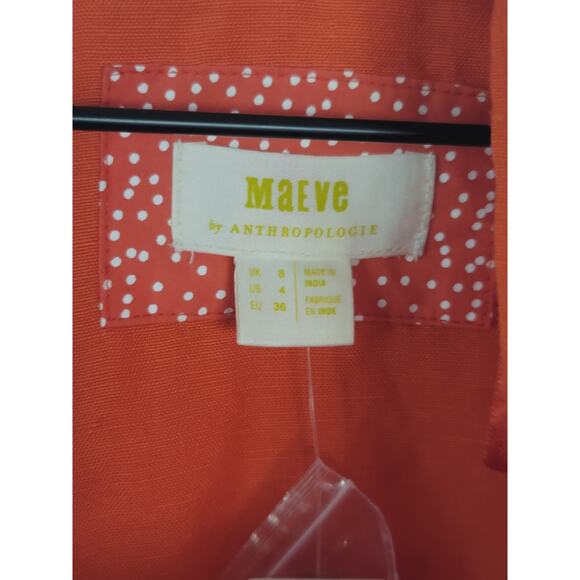 MaEVe
by ANTHROPOLOGIE
UK 8
US 4
EU 36
MADE IN
INDIA
FABRIQUÉ
EN INDE